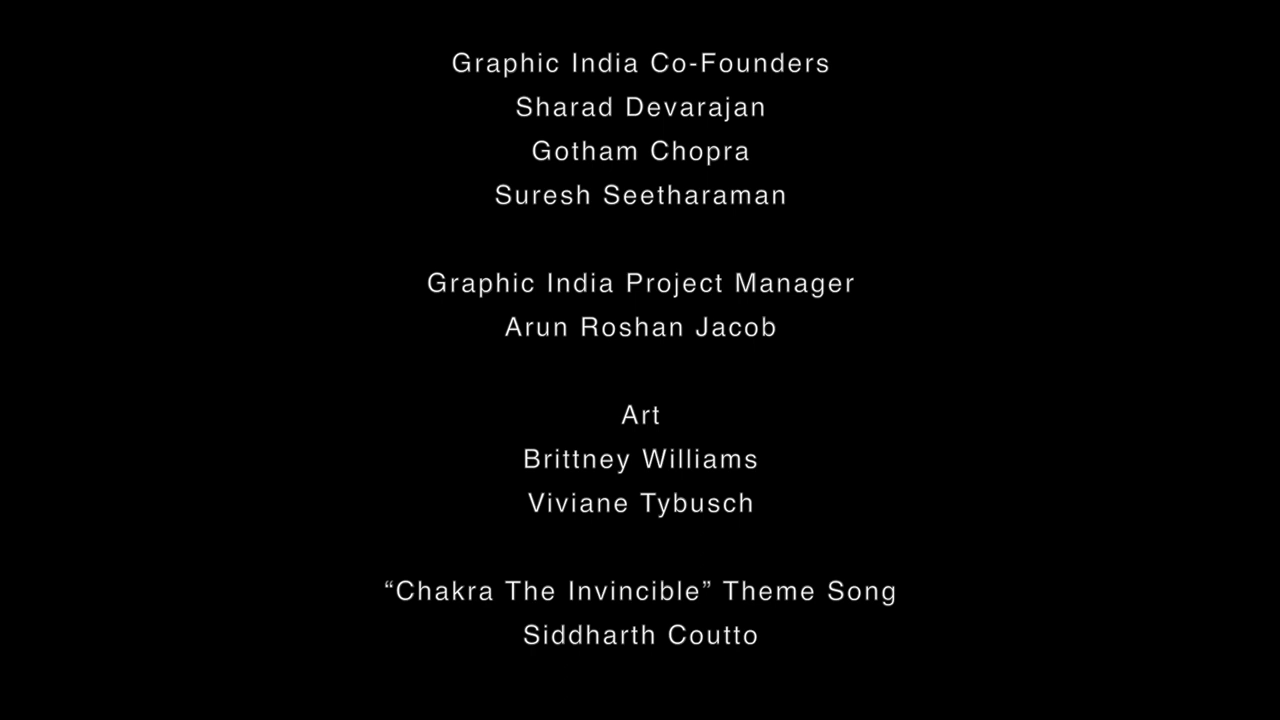 Graphic India Co-Founders
Sharad Devarajan
Gotham Chopra
Suresh Seetharaman
Graphic India Project Manager
Arun Roshan Jacob
Art
Brittney Williams
Viviane Tybusch
“Chakra The Invincible” Theme Song
Siddharth Coutto